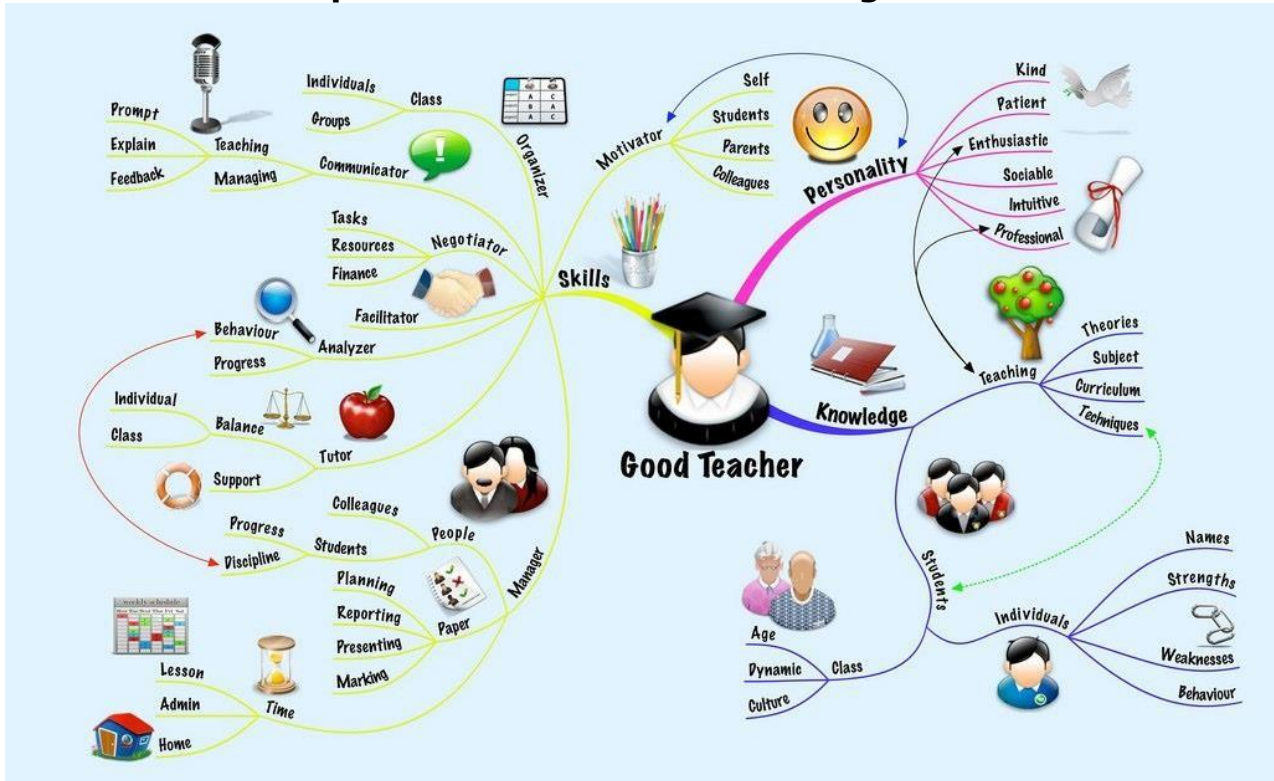 Good Teacher
Skills
Organizer
Class
Individuals
Groups
Communicator
Teaching
Prompt
Explain
Feedback
Managing
Negotiator
Tasks
Resources
Finance
Facilitator
Analyzer
Behaviour
Progress
Tutor
Balance
Individual
Class
Support
Manager
People
Colleagues
Students
Progress
Discipline
Paper
Planning
Reporting
Presenting
Marking
Time
Lesson
Admin
Home
Motivator
Self
Students
Parents
Colleagues
Personality
Kind
Patient
Enthusiastic
Sociable
Intuitive
Professional
Knowledge
Teaching
Theories
Subject
Curriculum
Techniques
Students
Individuals
Names
Strengths
Weaknesses
Behaviour
Class
Age
Dynamic
Culture
weekly schedule
A C
B A
A C